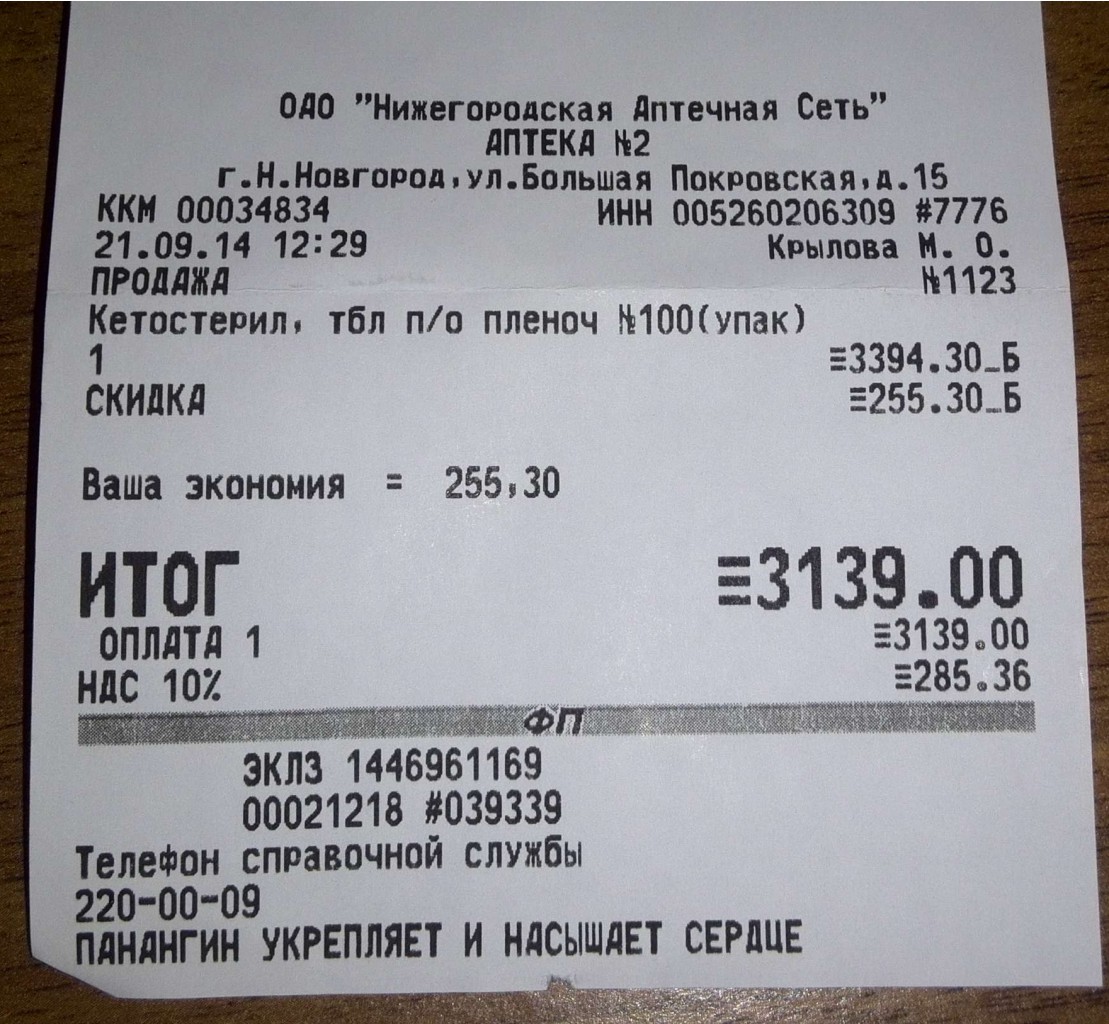 ОАО "Нижегородская Аптечная Сеть"
АПТЕКА №2
г.Н.Новгород,ул.Большая Покровская,д.15
ККМ 00034834 ИНН 005260206309 #7776
21.09.14 12:29 Крылова М. О.
ПРОДАЖА №1123
Кетостерил, тбл п/о пленоч №100(упак)
1 ≡3394.30_Б
СКИДКА ≡255.30_Б
Ваша экономия = 255,30
ИТОГ ≡3139.00
ОПЛАТА 1 ≡3139.00
НДС 10% ≡285.36
ФП
ЭКЛЗ 1446961169
00021218 #039339
Телефон справочной службы
220-00-09
ПАНАНГИН УКРЕПЛЯЕТ И НАСЫЩАЕТ СЕРДЦЕ